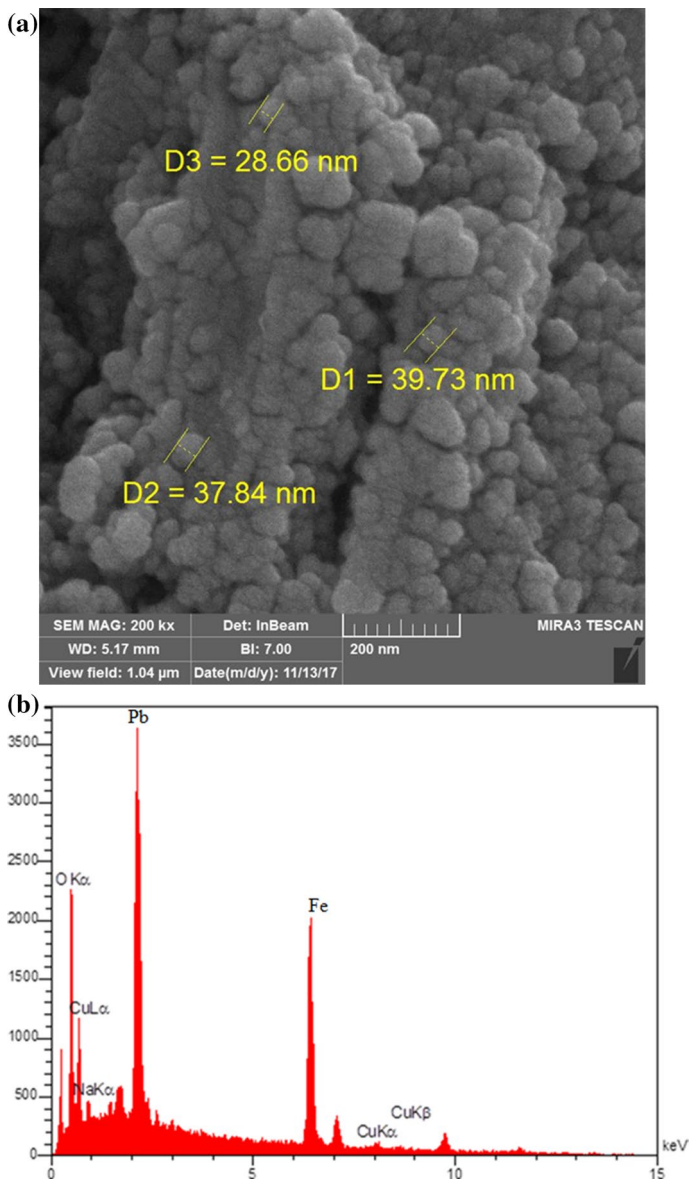 (a)
D3 = 28.66 nm
D1 = 39.73 nm
D2 = 37.84 nm
SEM MAG: 200 kx Det: InBeam MIRA3 TESCAN
WD: 5.17 mm BI: 7.00 200 nm
View field: 1.04 µm Date(m/d/y): 11/13/17
(b)
Pb
3500
3000
2500
O Kα
2000
Fe
1500
CuLα
1000
NaKα
500
CuKβ
CuKα
0
keV
0 5 10 15